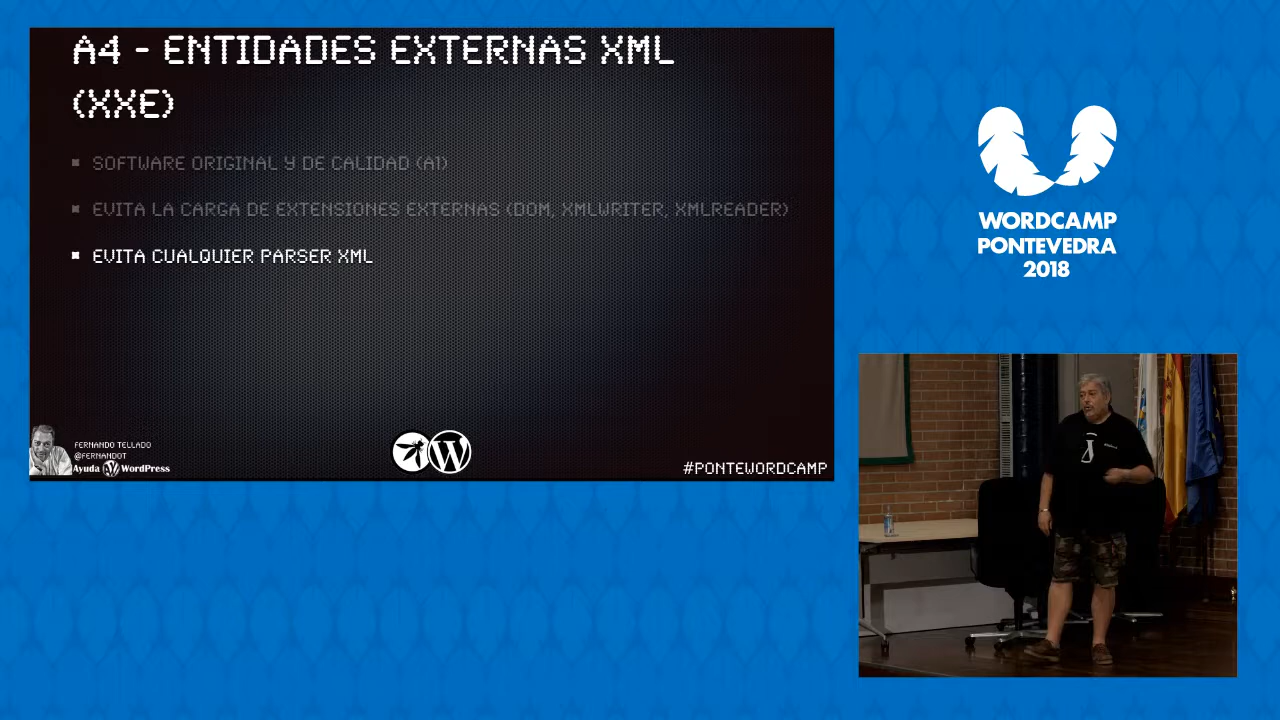 A4 - ENTIDADES EXTERNAS XML
(XXE)
SOFTWARE ORIGINAL Y DE CALIDAD (A1)
EVITA LA CARGA DE EXTENSIONES EXTERNAS (DOM, XMLWRITER, XMLREADER)
EVITA CUALQUIER PARSER XML
FERNANDO TELLADO
@FERNANDOT
Ayuda WordPress
#PONTEWORDCAMP
WORDCAMP
PONTEVEDRA
2018